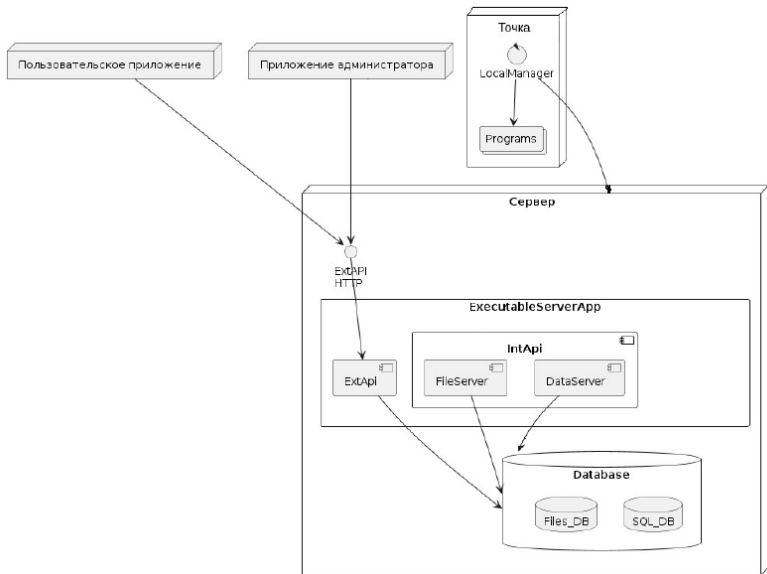 Точка
LocalManager
Пользовательское приложение
Приложение администратора
Programs
Сервер
ExtAPI
HTTP
ExecutableServerApp
IntApi
ExtApi
FileServer
DataServer
Database
Files_DB
SQL_DB